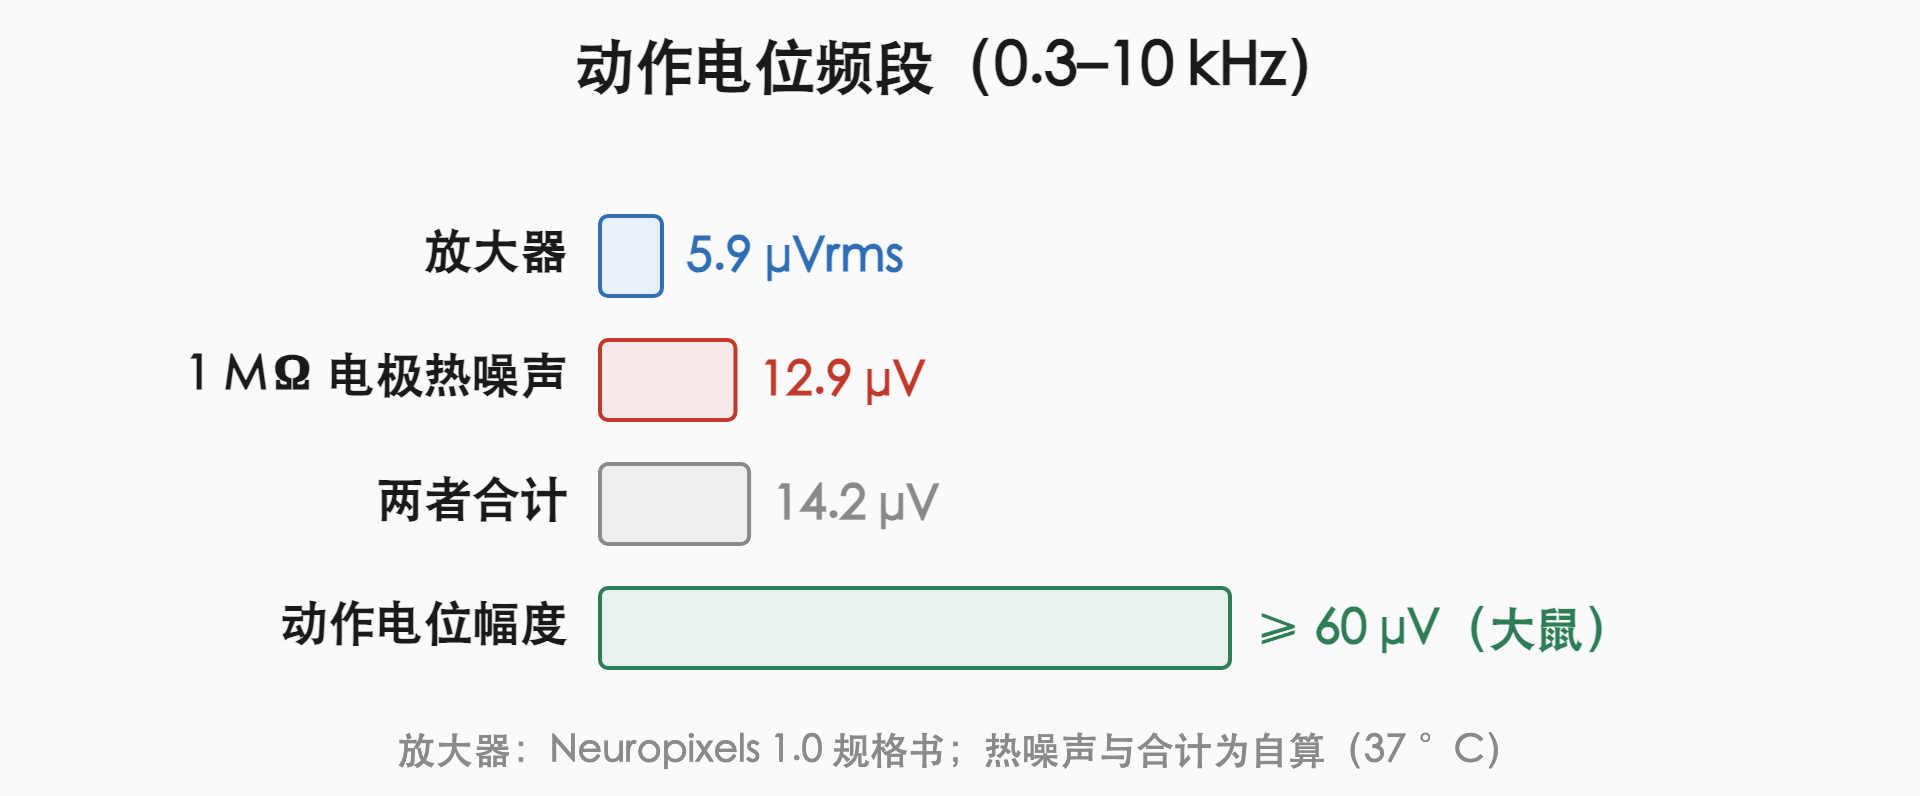 动作电位频段（0.3–10 kHz）
放大器 5.9 µVrms
1 MΩ 电极热噪声 12.9 µV
两者合计 14.2 µV
动作电位幅度 ⩾ 60 µV（大鼠）
放大器：Neuropixels 1.0 规格书；热噪声与合计为自算（37 ° C）